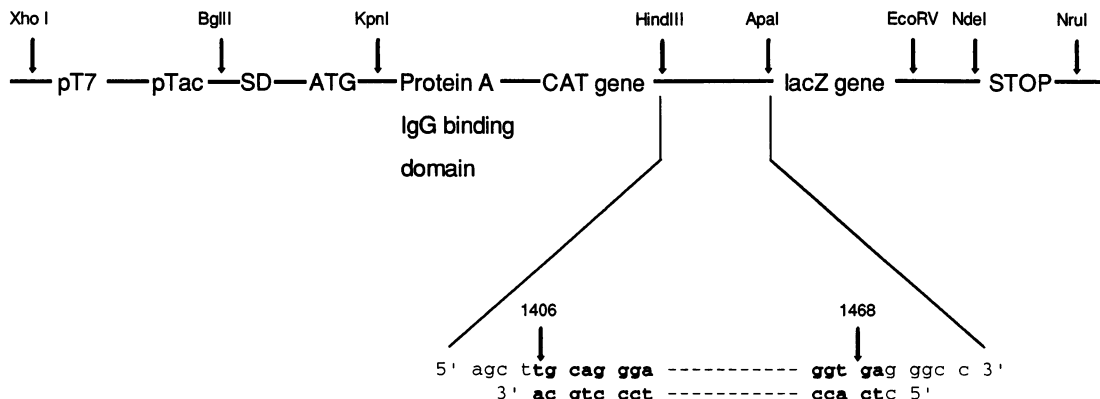 Xho I BglII KpnI HindIII ApaI EcoRV NdeI NruI
pT7 pTac SD ATG Protein A CAT gene lacZ gene STOP
IgG binding
domain
1406 1468
5' agc ttg cag gga ----------- ggt gag ggc c 3'
3' ac gtc cct ----------- cca ctc 5'